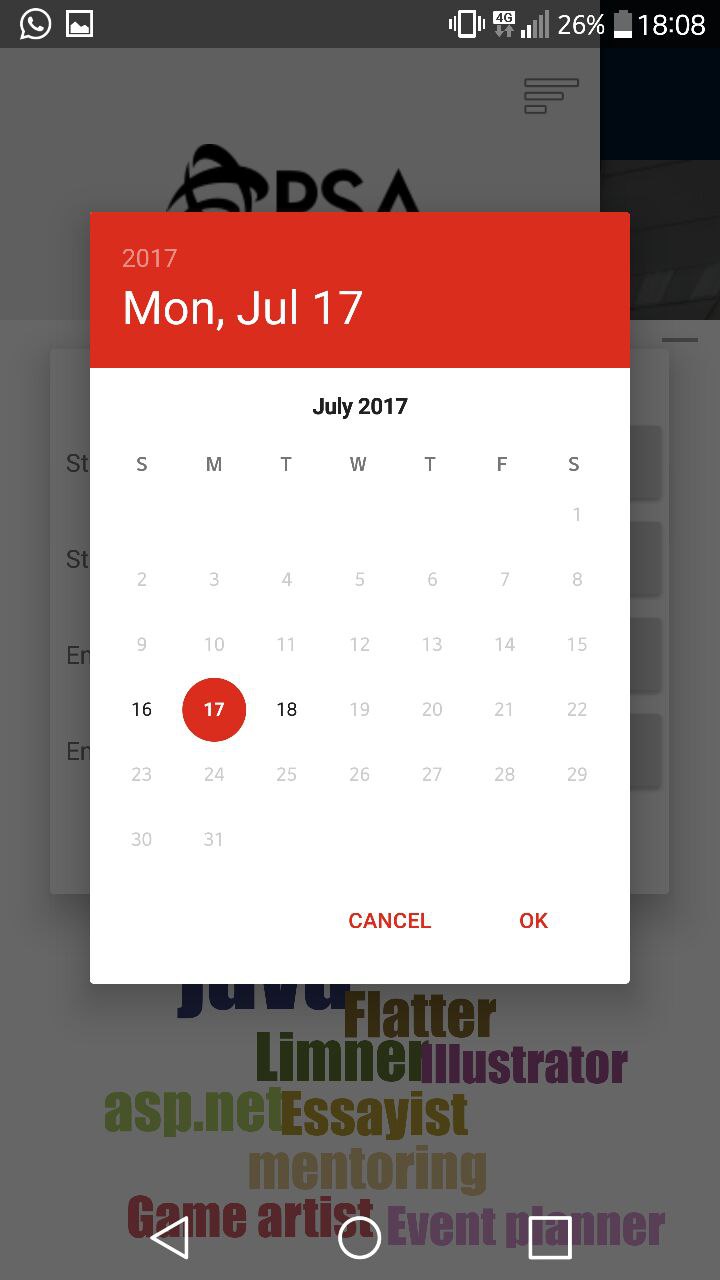 4G 26% 18:08
PSA
2017
Mon, Jul 17
July 2017
S M T W T F S
1
2 3 4 5 6 7 8
9 10 11 12 13 14 15
16 17 18 19 20 21 22
23 24 25 26 27 28 29
30 31
St
St
En
En
CANCEL OK
java
Flatter
Limner Illustrator
asp.net Essayist
mentoring
Game artist Event planner